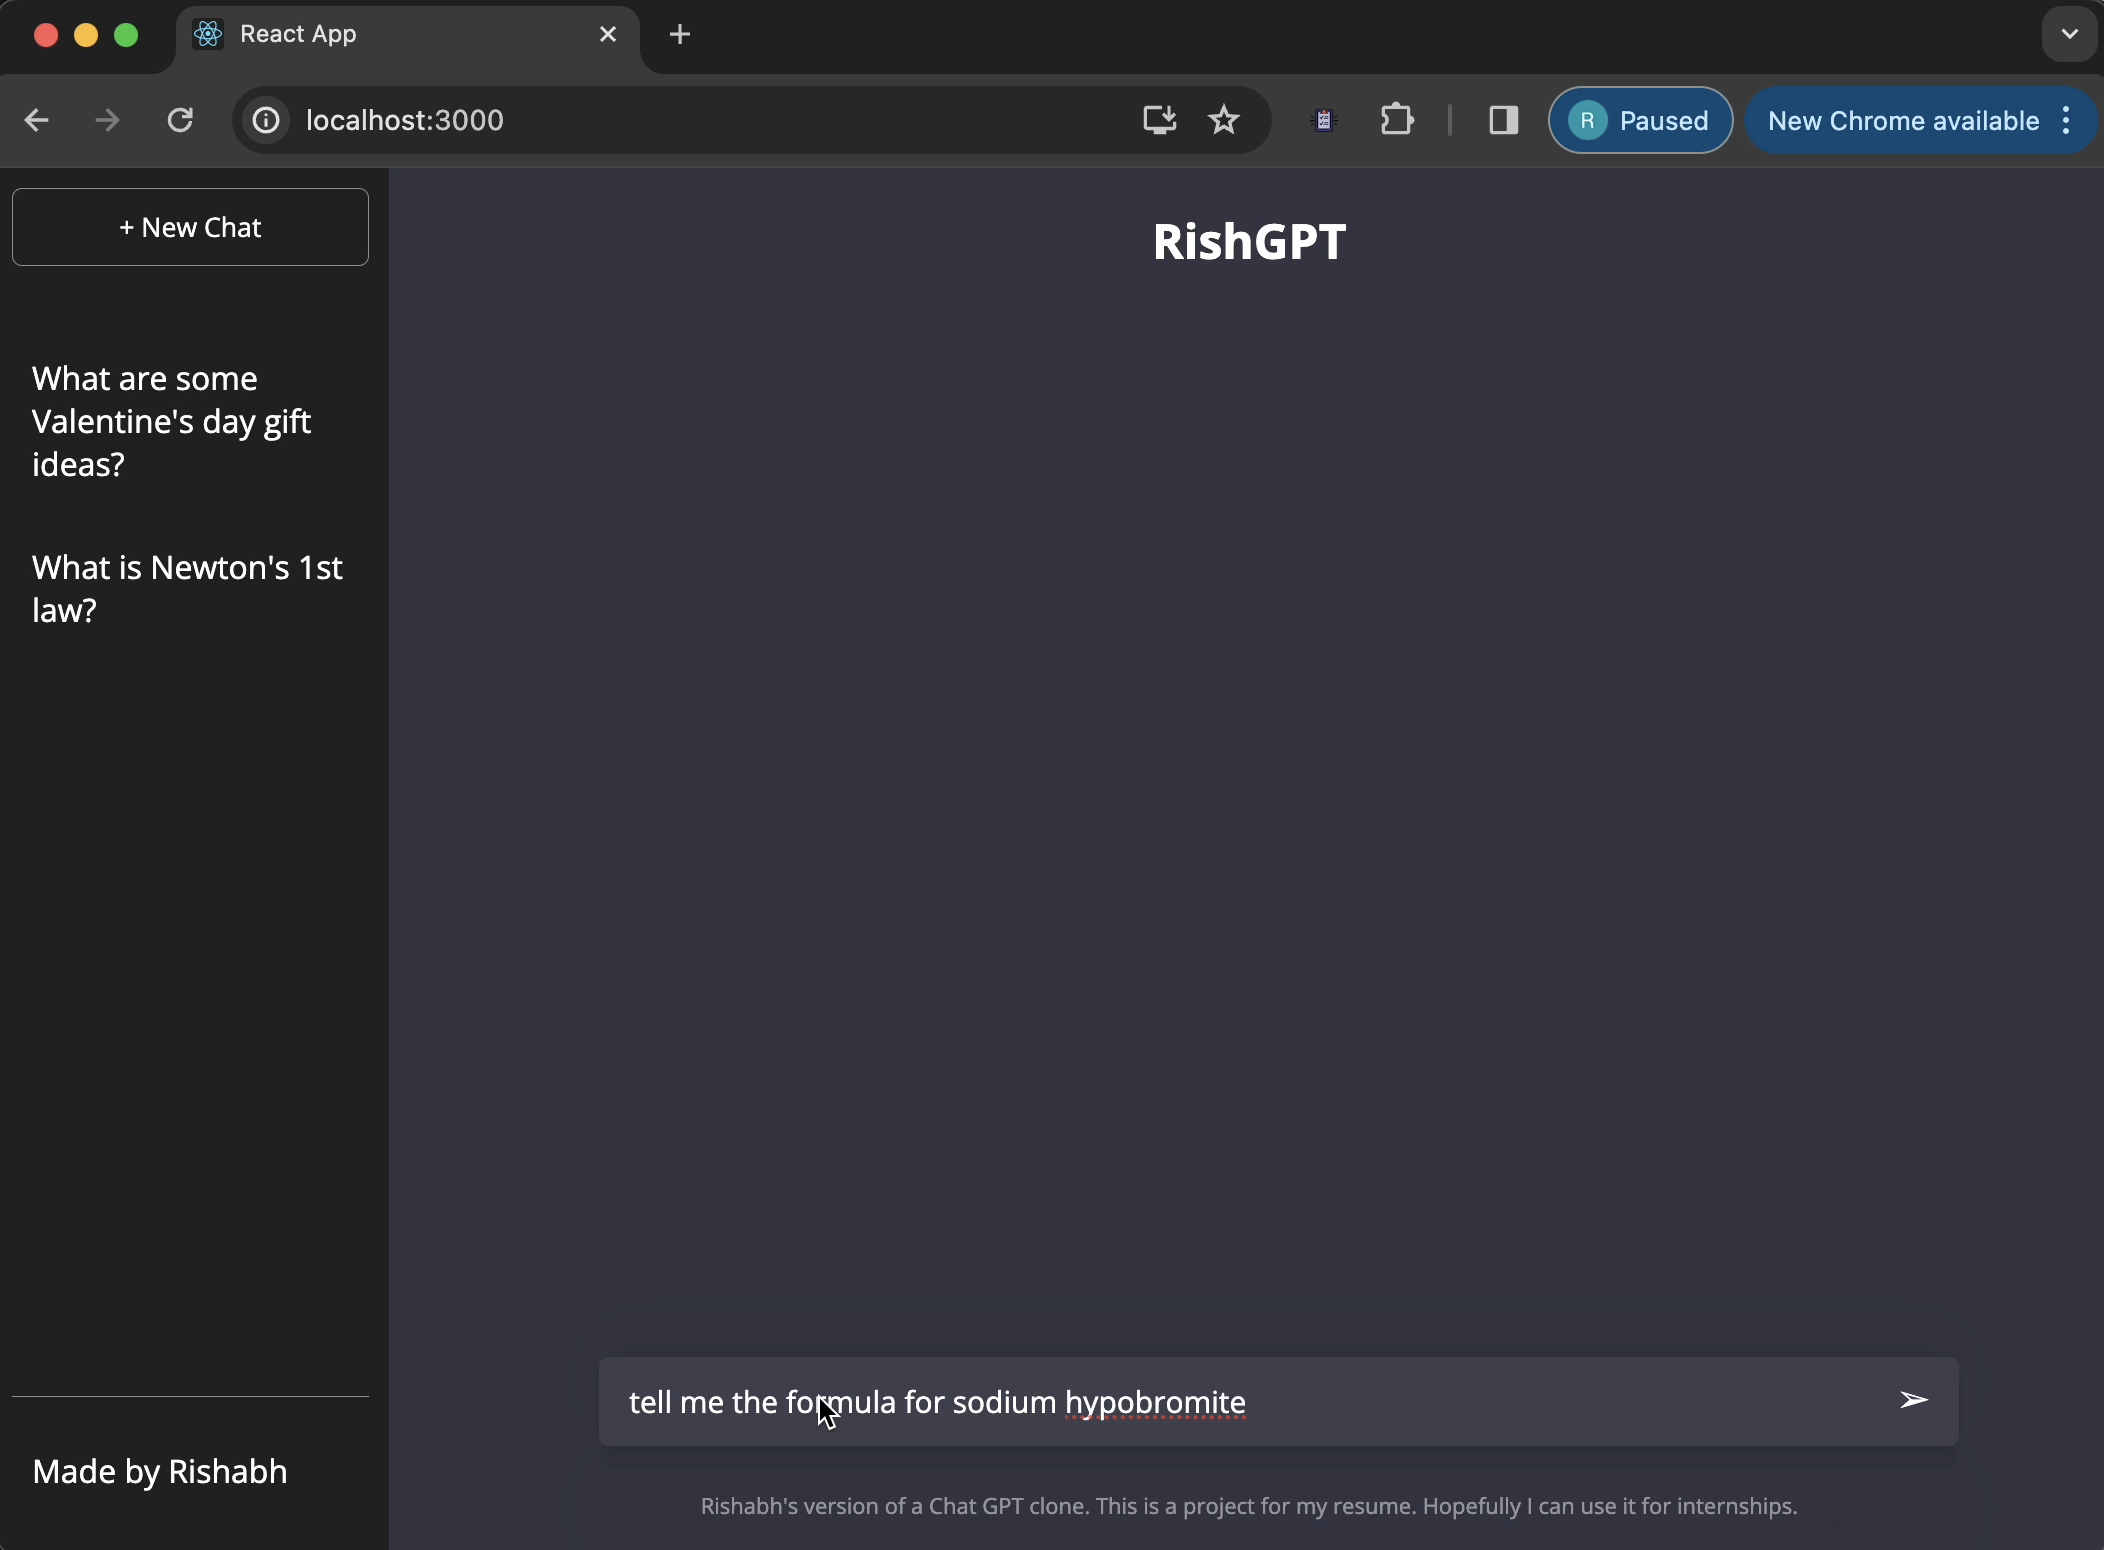 React App
localhost:3000
R Paused
New Chrome available
+ New Chat
RishGPT
What are some
Valentine's day gift
ideas?
What is Newton's 1st
law?
tell me the formula for sodium hypobromite
Made by Rishabh
Rishabh's version of a Chat GPT clone. This is a project for my resume. Hopefully I can use it for internships.